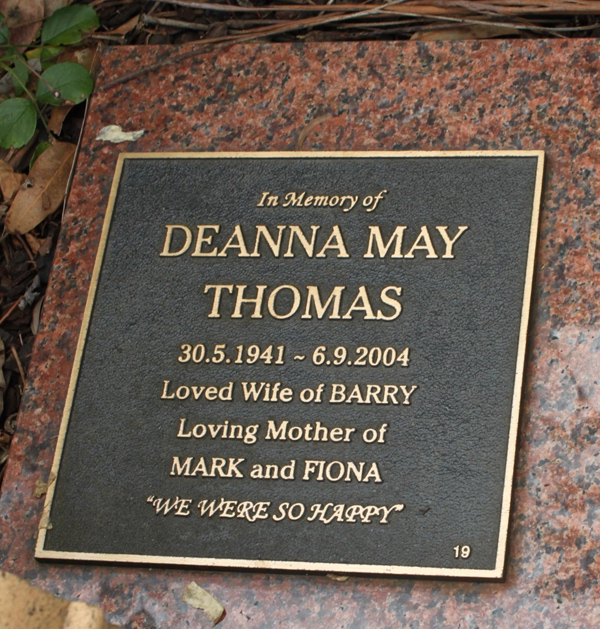 In Memory of
DEANNA MAY
THOMAS
30.5.1941 ~ 6.9.2004
Loved Wife of BARRY
Loving Mother of
MARK and FIONA
"WE WERE SO HAPPY"
19